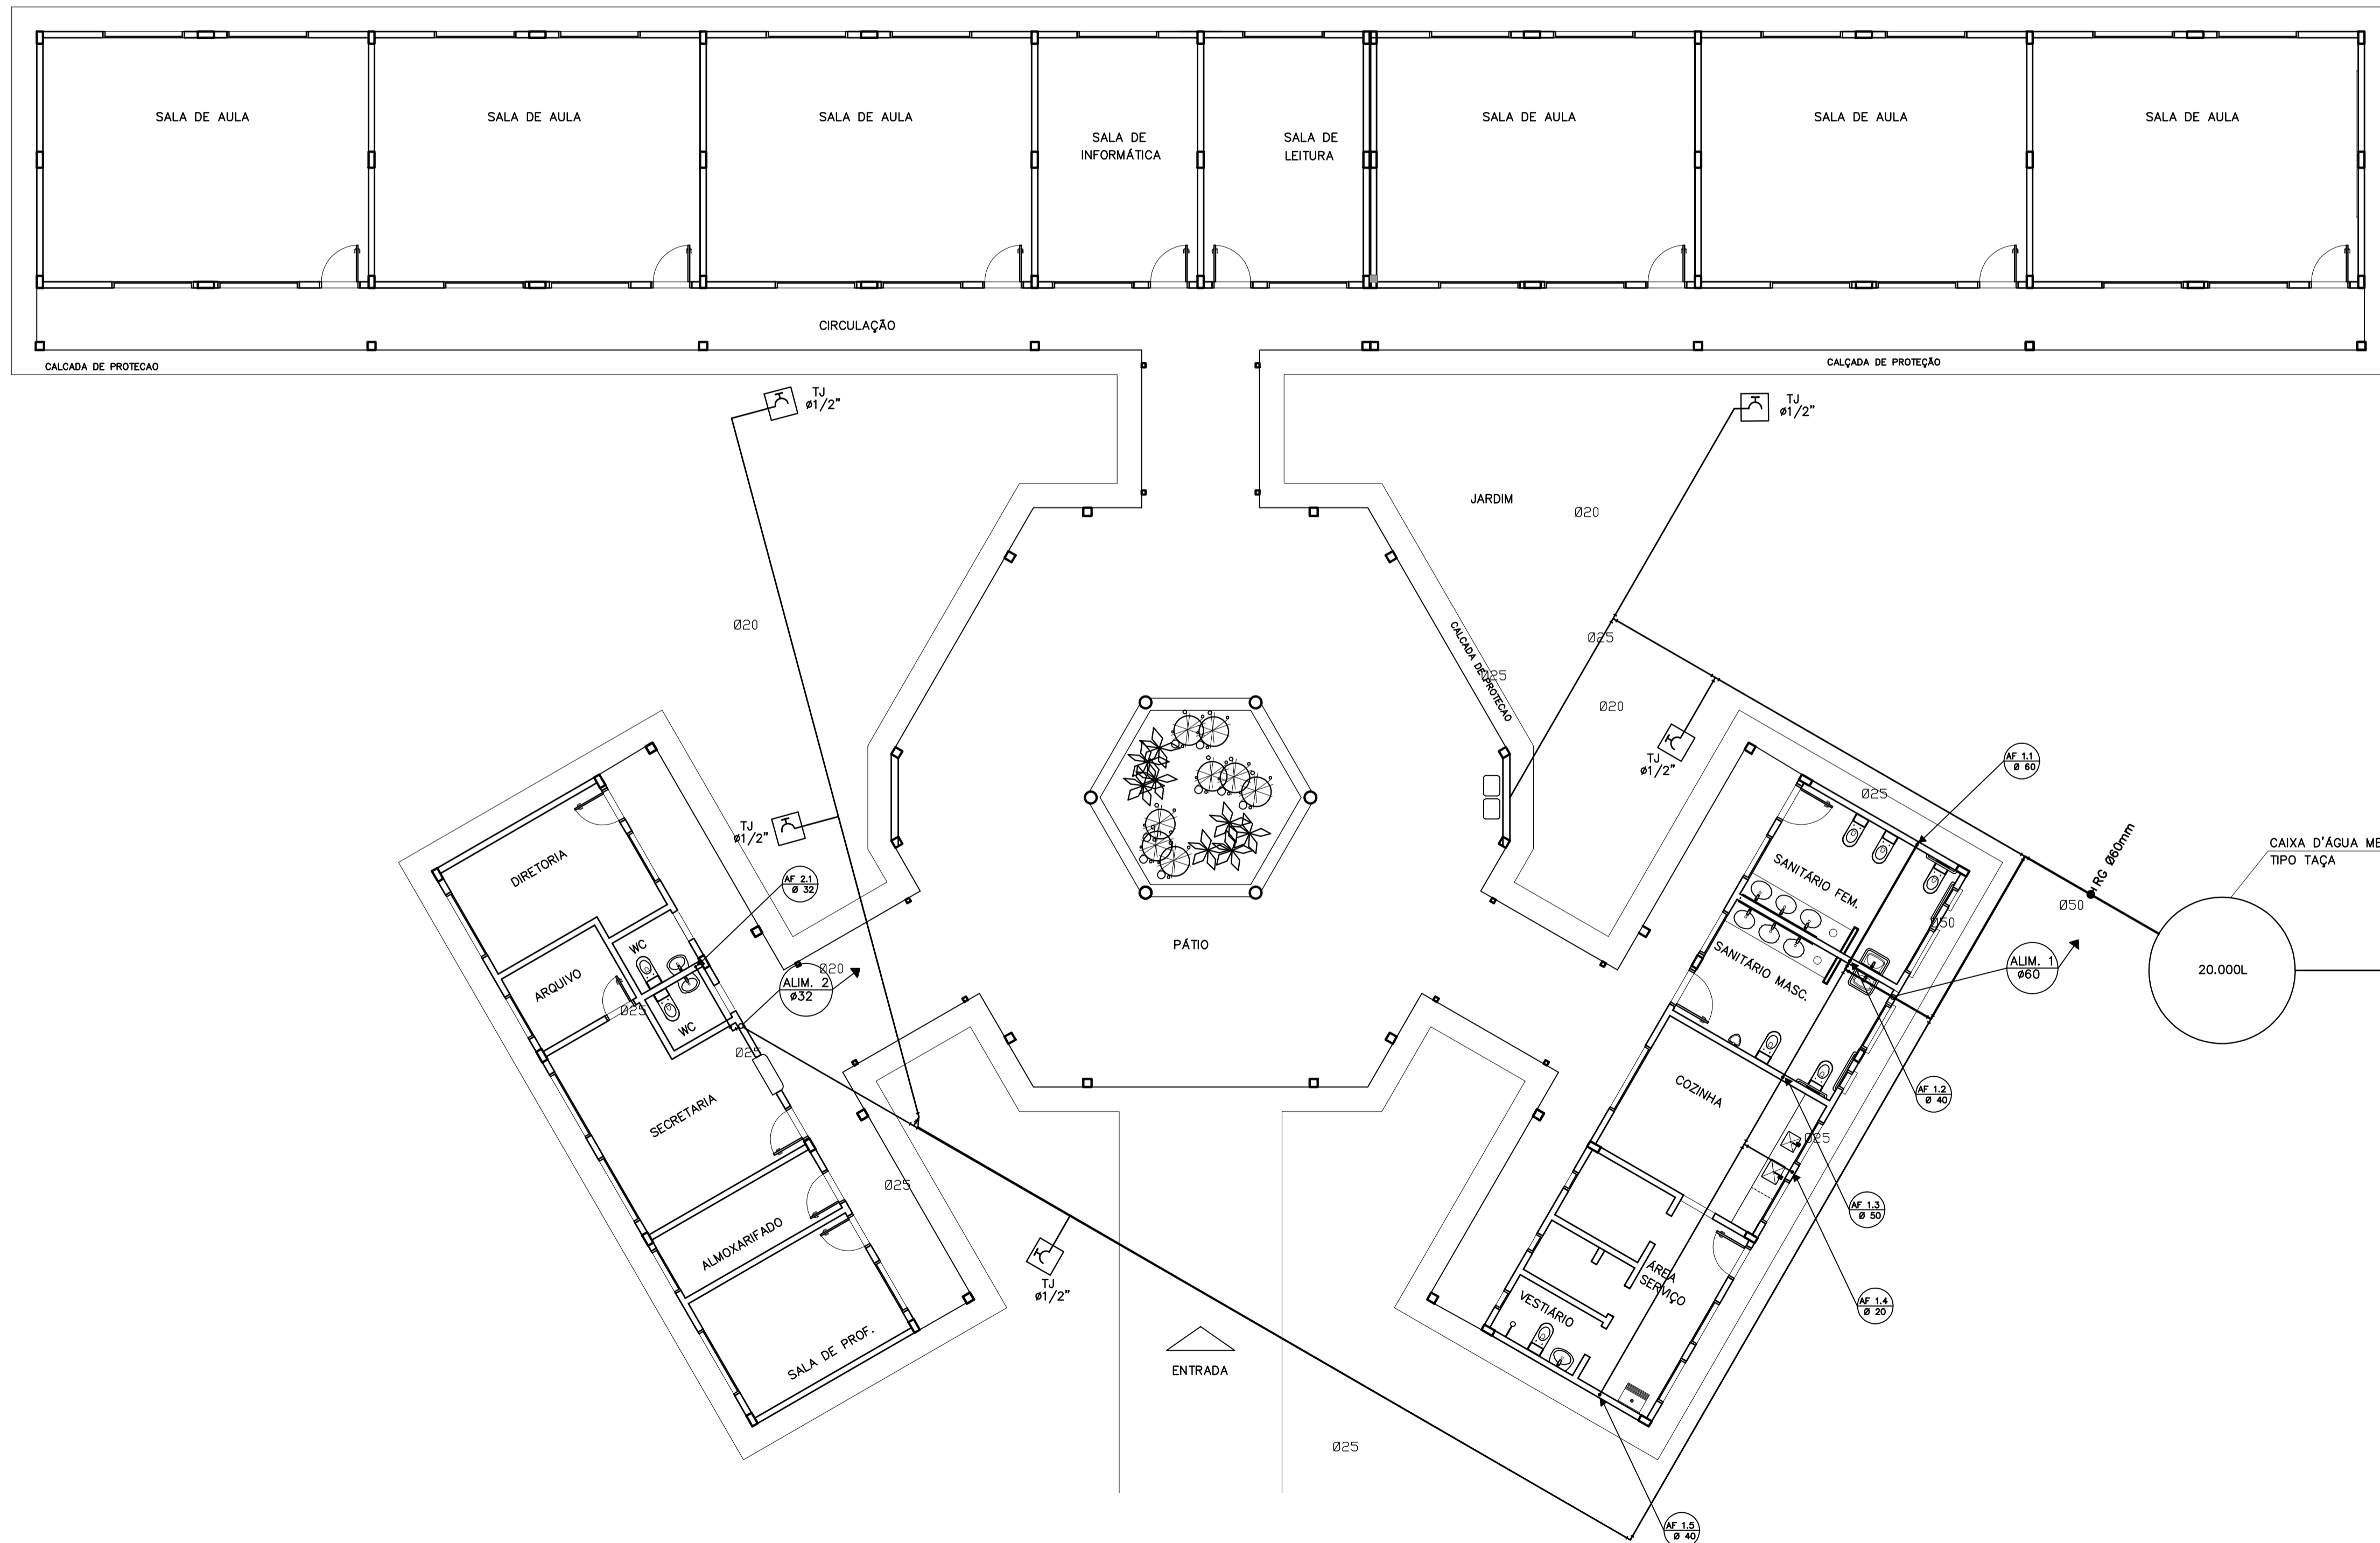 SALA DE AULA
SALA DE AULA
SALA DE AULA
SALA DE
INFORMÁTICA
SALA DE
LEITURA
SALA DE AULA
SALA DE AULA
SALA DE AULA
CIRCULAÇÃO
CALCADA DE PROTECAO
CALÇADA DE PROTEÇÃO
TJ
ø1/2"
TJ
ø1/2"
JARDIM
Ø20
Ø20
Ø25
CALCADA DE PROTECAO
Ø25
Ø20
TJ
ø1/2"
AF 1.1
Ø 60
Ø25
RG Ø60mm
CAIXA D'ÁGUA ME
TIPO TAÇA
Ø50
Ø50
20.000L
ALIM. 1
ø60
TJ
ø1/2"
DIRETORIA
AF 2.1
Ø 32
WC
ARQUIVO
Ø25
WC
Ø20
ALIM. 2
ø32
Ø25
PÁTIO
SANITÁRIO FEM.
SANITÁRIO MASC.
COZINHA
AF 1.2
Ø 40
Ø25
SECRETARIA
Ø25
AF 1.3
Ø 50
ALMOXARIFADO
TJ
ø1/2"
ÁREA
SERVIÇO
AF 1.4
Ø 20
VESTIÁRIO
SALA DE PROF.
ENTRADA
Ø25
AF 1.5
Ø 40